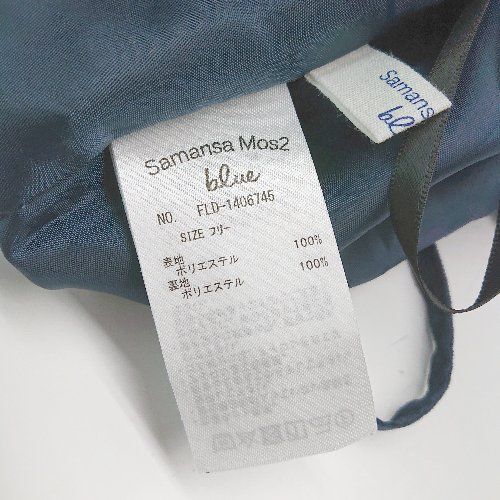 Samansa Mos2
blue
NO. FLD-1406745
SIZE フリー
表地
ポリエステル 100%
裏地
ポリエステル 100%
Samansa